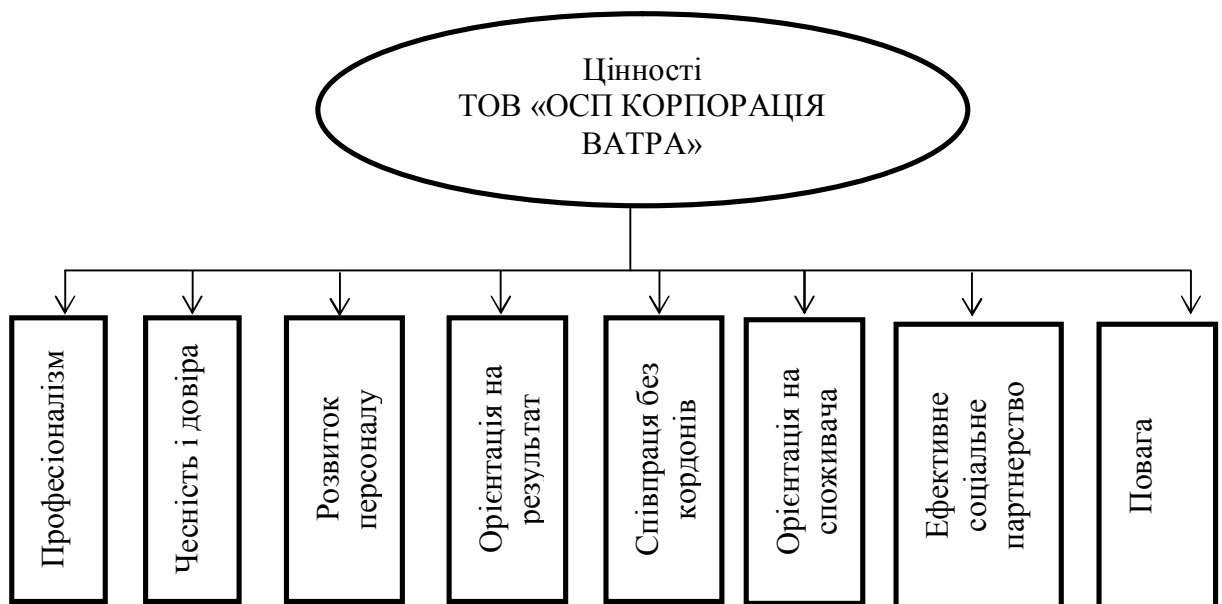 Цінності
ТОВ «ОСП КОРПОРАЦІЯ
ВАТРА»
Професіоналізм
Чесність і довіра
Розвиток
персоналу
Орієнтація на
результат
Співпраця без
кордонів
Орієнтація на
споживача
Ефективне
соціальне
партнерство
Повага